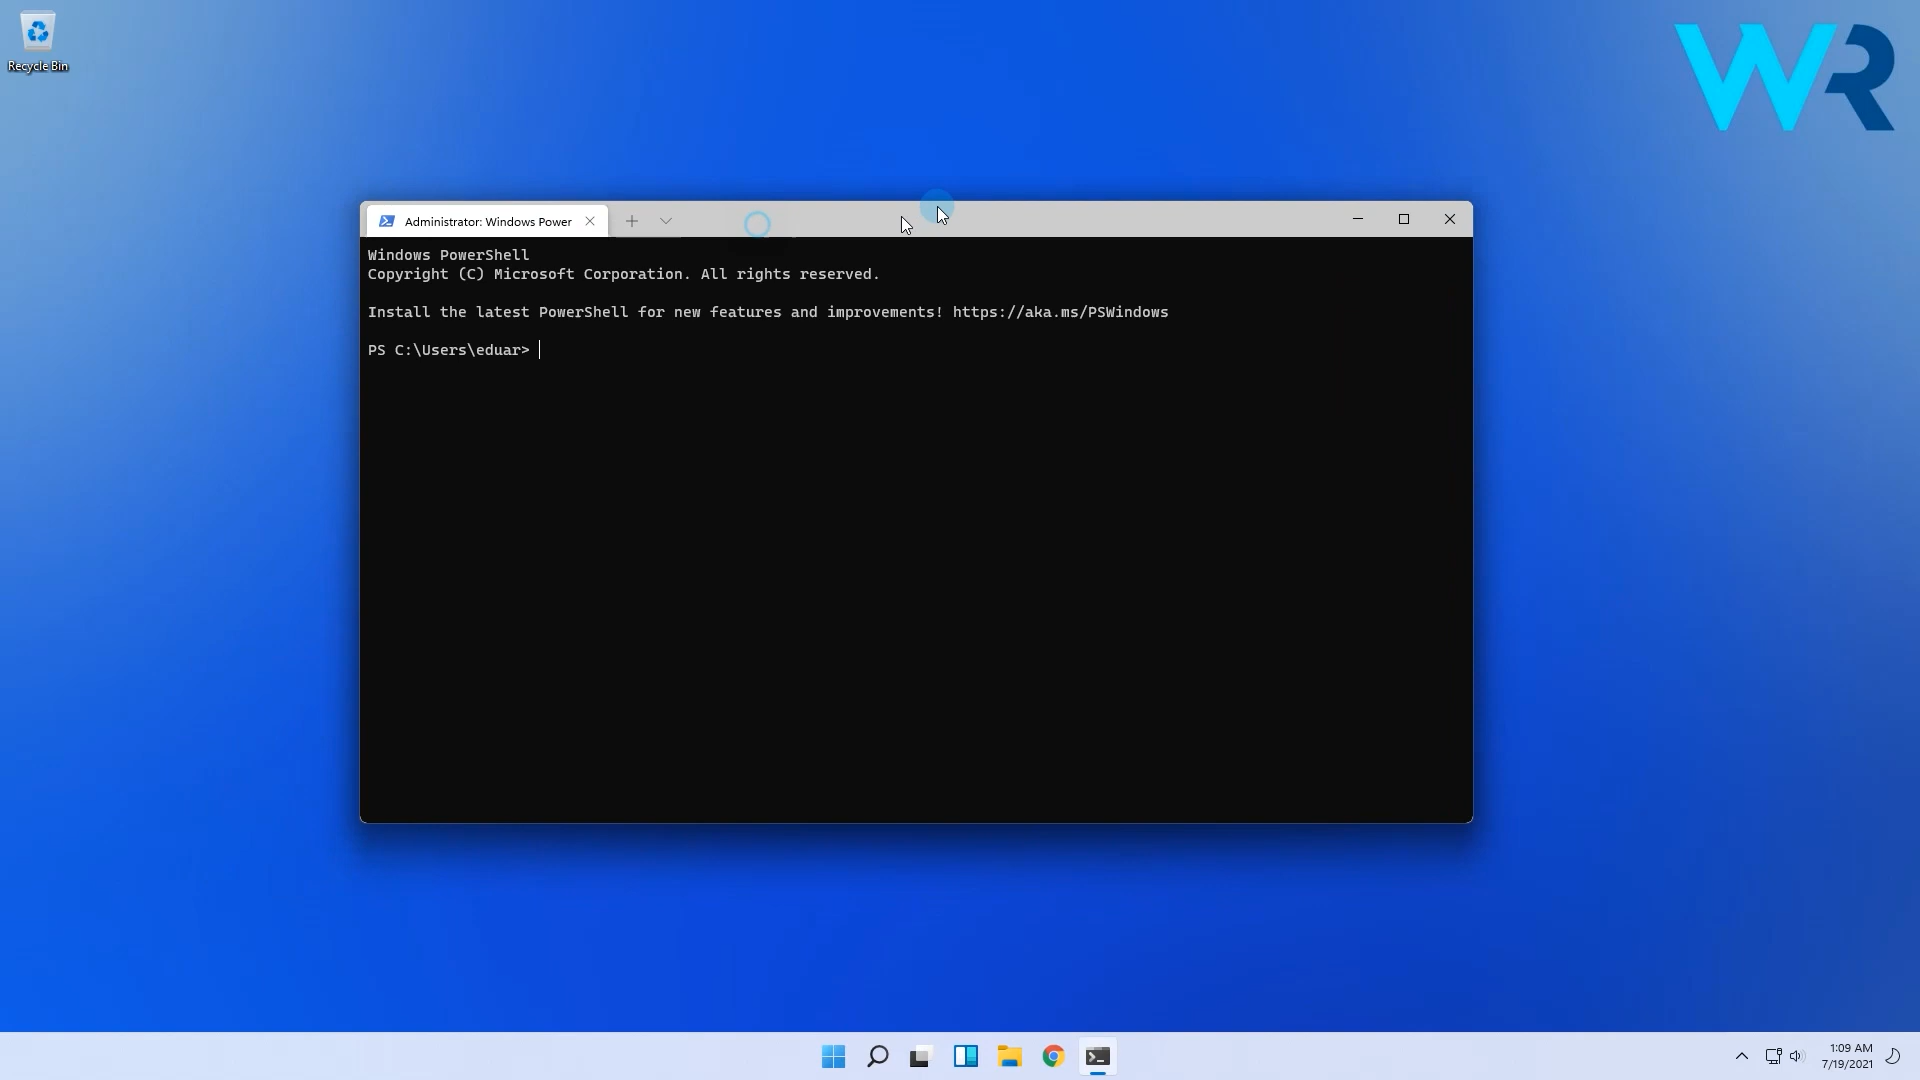 Recycle Bin
WR
Administrator: Windows Power
Windows PowerShell
Copyright (C) Microsoft Corporation. All rights reserved.
Install the latest PowerShell for new features and improvements! https://aka.ms/PSWindows
PS C:\Users\eduar>
1:09 AM
7/19/2021